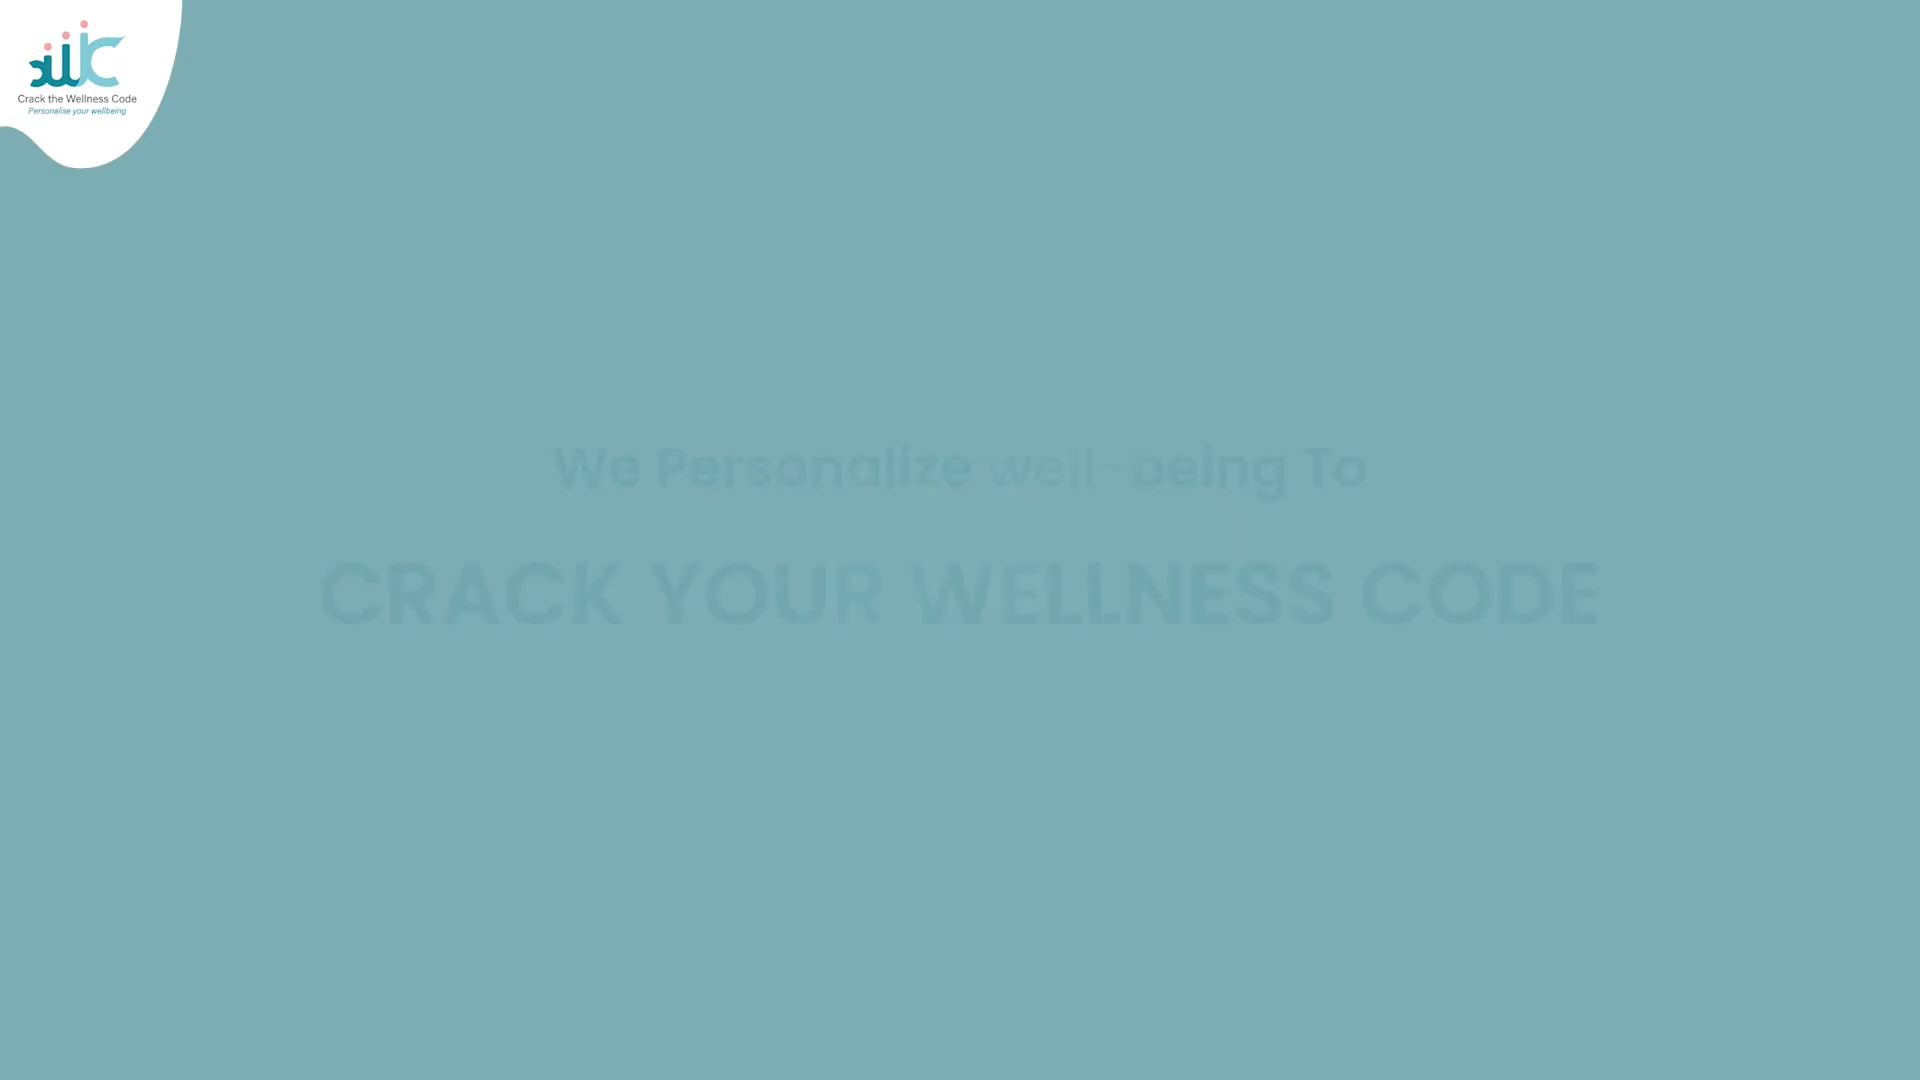 Crack the Wellness Code
Personalise your wellbeing
We Personalize well-being To
CRACK YOUR WELLNESS CODE